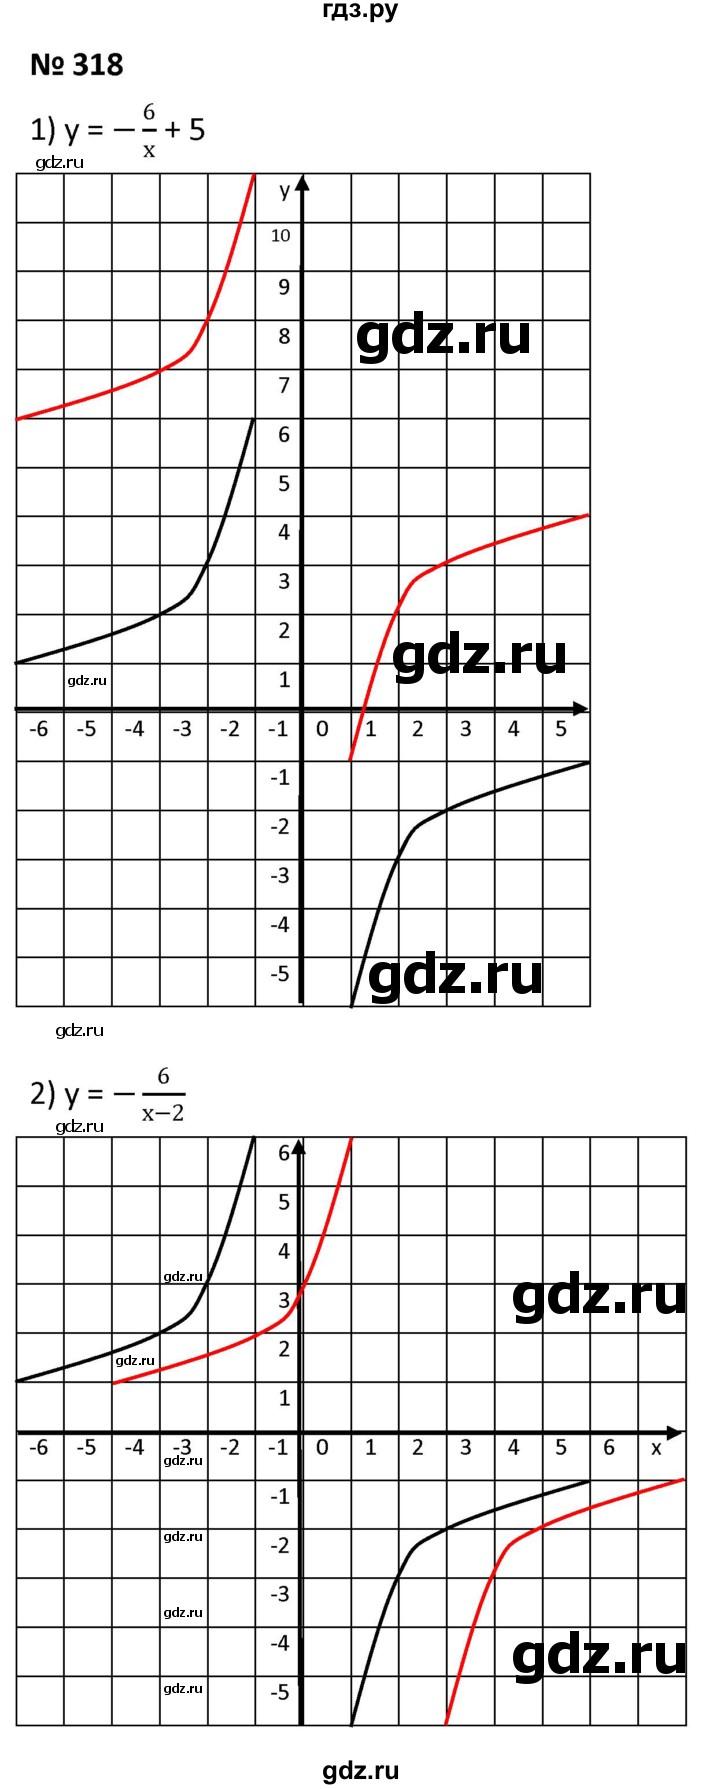 гдз.ру
№ 318
1) y = −6/x + 5
gdz.ru
y
10
9
gdz.ru
8
7
6
5
4
3
2
gdz.ru
1
gdz.ru
-6 -5 -4 -3 -2 -1 0 1 2 3 4 5
-1
-2
-3
-4
gdz.ru
-5
gdz.ru
2) y = −6/(x−2)
gdz.ru
6
5
4
gdz.ru
gdz.ru
3
2
gdz.ru
1
-6 -5 -4 -3 -2 -1 0 1 2 3 4 5 6 x
gdz.ru
-1
gdz.ru
-2
-3
gdz.ru
-4
gdz.ru
gdz.ru
-5
gdz.ru